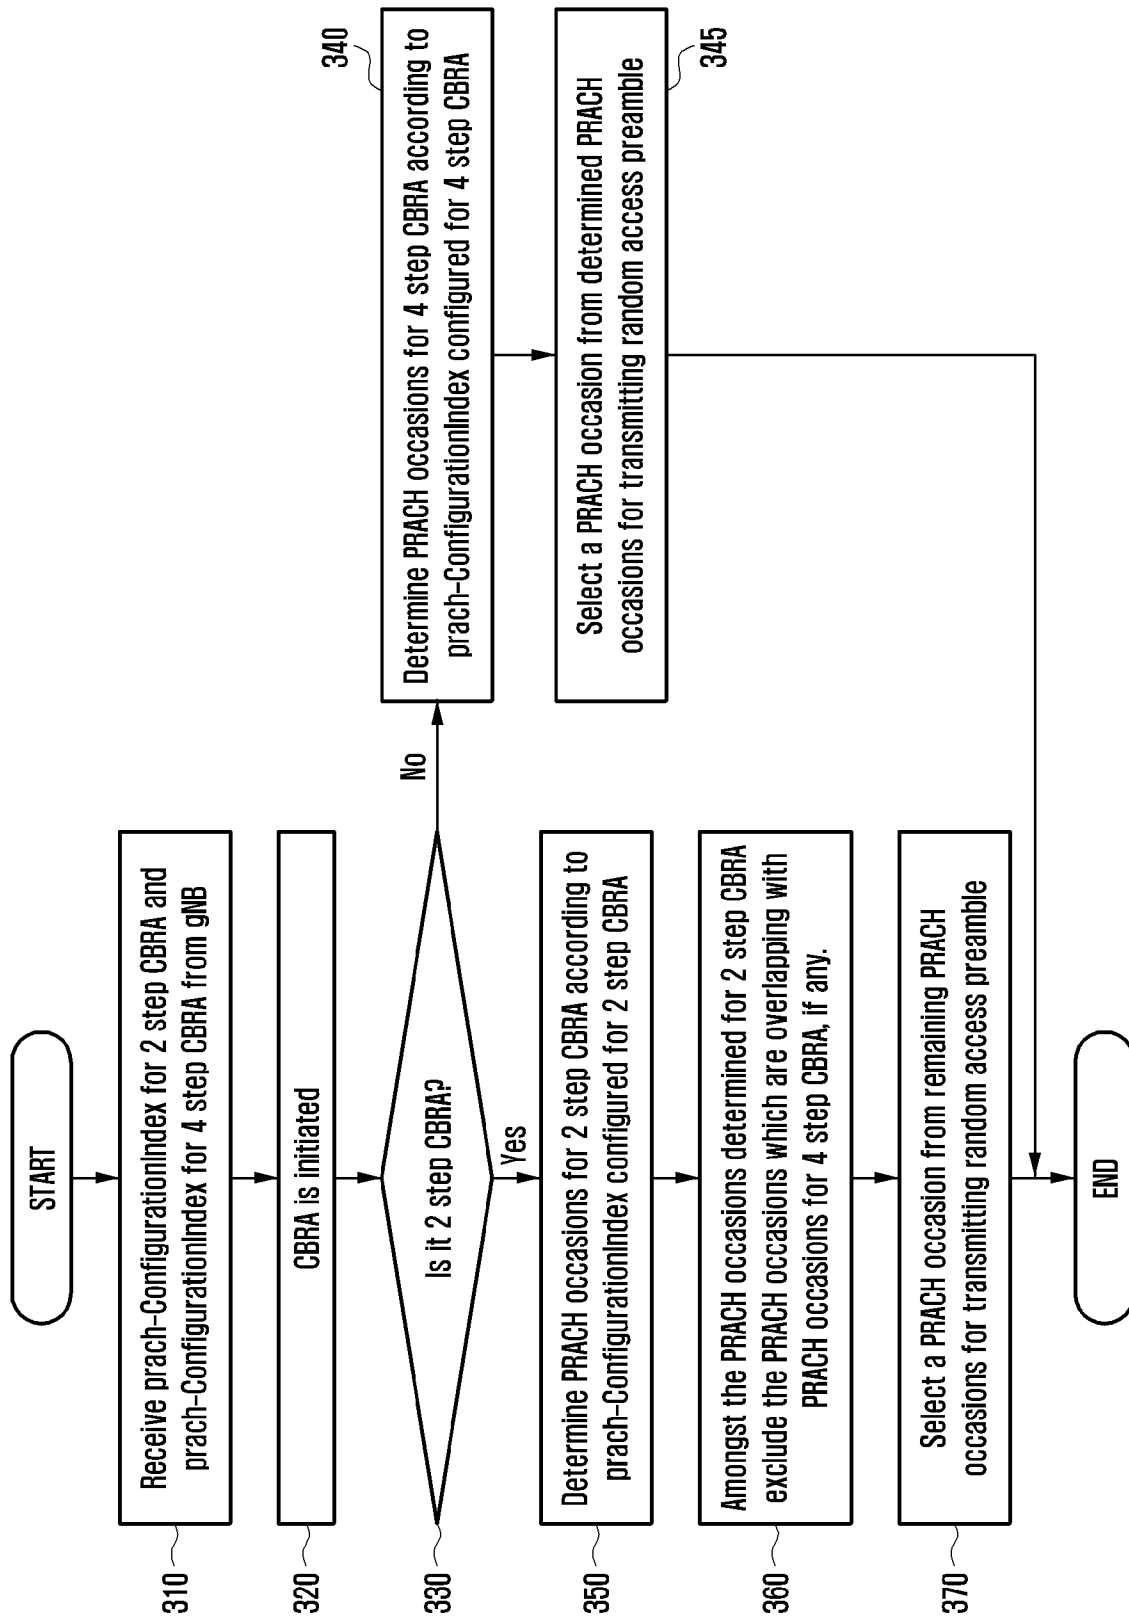 START
Receive prach-ConfigurationIndex for 2 step CBRA and
prach-ConfigurationIndex for 4 step CBRA from gNB
310
CBRA is initiated
320
Is it 2 step CBRA?
330
No
Yes
Determine PRACH occasions for 4 step CBRA according to
prach-ConfigurationIndex configured for 4 step CBRA
340
Select a PRACH occasion from determined PRACH
occasions for transmitting random access preamble
345
Determine PRACH occasions for 2 step CBRA according to
prach-ConfigurationIndex configured for 2 step CBRA
350
Amongst the PRACH occasions determined for 2 step CBRA
exclude the PRACH occasions which are overlapping with
PRACH occasions for 4 step CBRA, if any.
360
Select a PRACH occasion from remaining PRACH
occasions for transmitting random access preamble
370
END